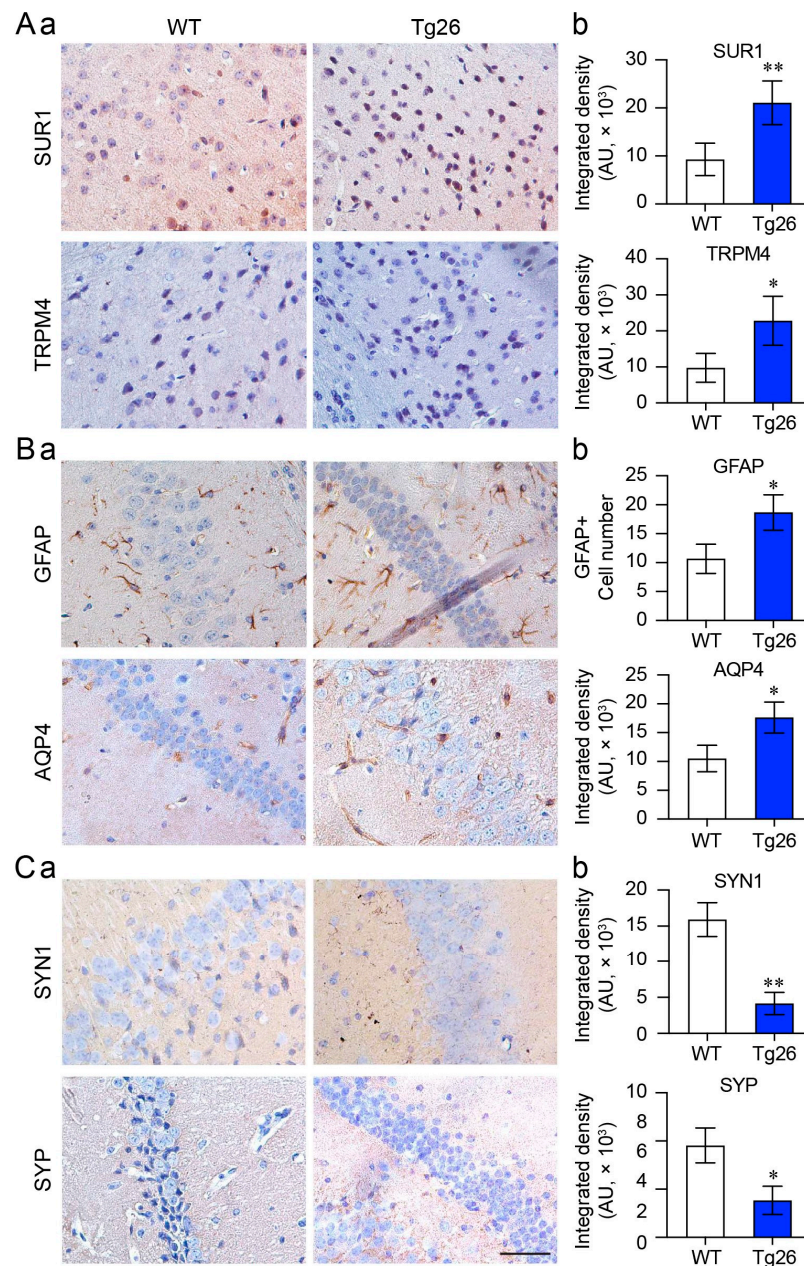 A a
WT
Tg26
b
SUR1
TRPM4
SUR1
Integrated density
(AU, × 10³)
30
20
10
0
**
WT
Tg26
TRPM4
Integrated density
(AU, × 10³)
40
30
20
10
0
*
WT
Tg26
B a
b
GFAP
AQP4
GFAP
GFAP+
Cell number
25
20
15
10
5
0
*
WT
Tg26
AQP4
Integrated density
(AU, × 10³)
25
20
15
10
5
0
*
WT
Tg26
C a
b
SYN1
SYP
SYN1
Integrated density
(AU, × 10³)
20
15
10
5
0
**
WT
Tg26
SYP
Integrated density
(AU, × 10³)
2
0
*
WT
Tg26